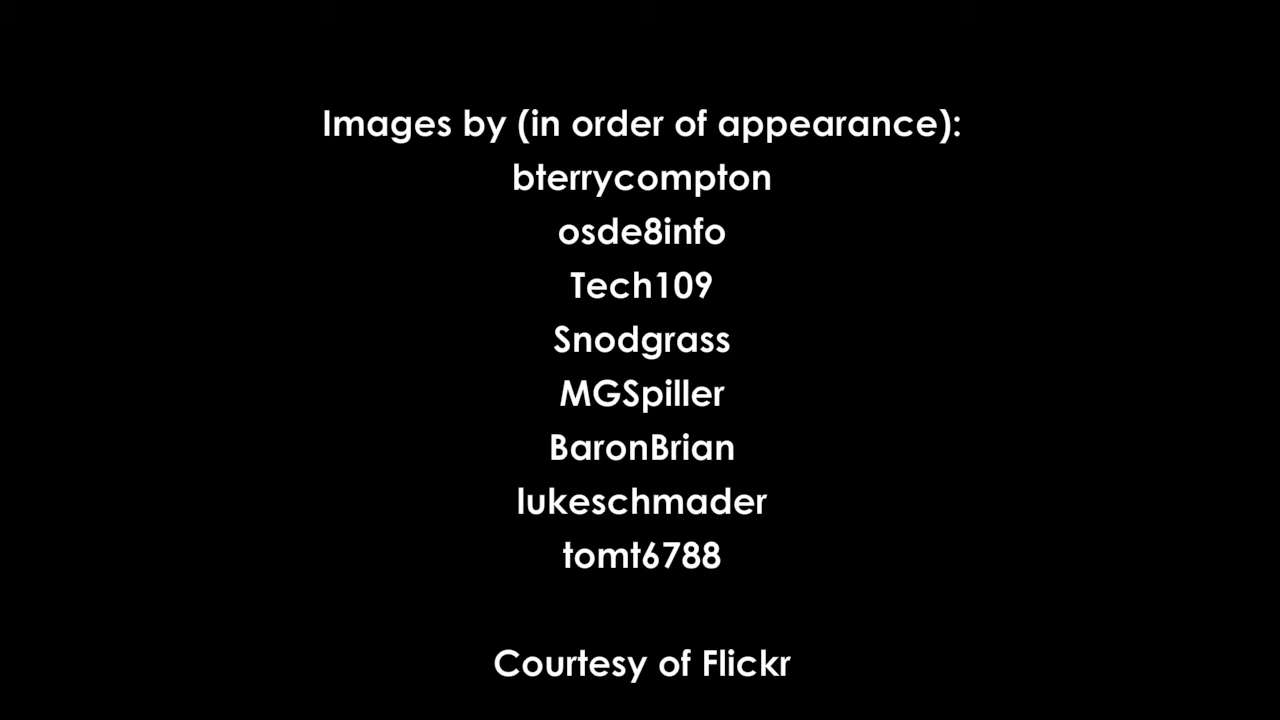 Images by (in order of appearance):
bterrycompton
osde8info
Tech109
Snodgrass
MGSpiller
BaronBrian
lukeschmader
tomt6788
Courtesy of Flickr